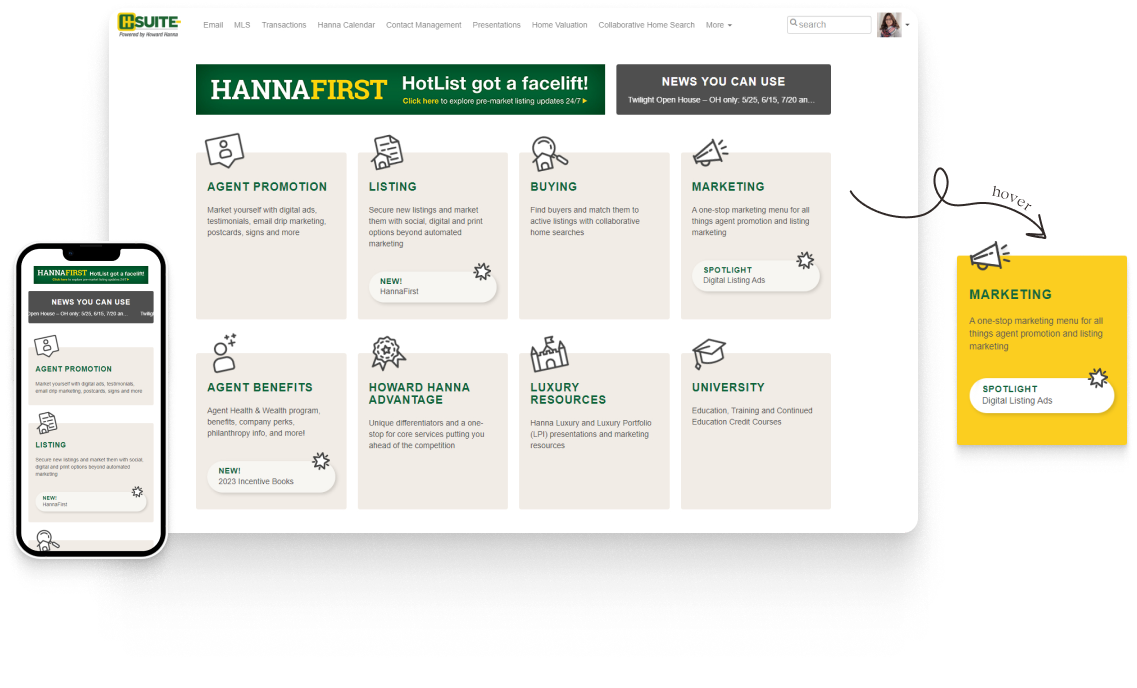 H SUITE
Powered by Howard Hanna
Email MLS Transactions Hanna Calendar Contact Management Presentations Home Valuation Collaborative Home Search More
search
HANNAFIRST
HotList got a facelift!
Click here to explore pre-market listing updates 24/7
NEWS YOU CAN USE
Twilight Open House – OH only: 5/25, 6/15, 7/20 an...
AGENT PROMOTION
Market yourself with digital ads,
testimonials, email drip marketing,
postcards, signs and more
LISTING
Secure new listings and market
them with social, digital and print
options beyond automated
marketing
NEW!
HannaFirst
BUYING
Find buyers and match them to
active listings with collaborative
home searches
MARKETING
A one-stop marketing menu for all
things agent promotion and listing
marketing
SPOTLIGHT
Digital Listing Ads
AGENT BENEFITS
Agent Health & Wealth program,
benefits, company perks,
philanthropy info, and more!
NEW!
2023 Incentive Books
HOWARD HANNA
ADVANTAGE
Unique differentiators and a one-
stop for core services putting you
ahead of the competition
LUXURY
RESOURCES
Hanna Luxury and Luxury Portfolio
(LPI) presentations and marketing
resources
UNIVERSITY
Education, Training and Continued
Education Credit Courses
hover
MARKETING
A one-stop marketing menu for all
things agent promotion and listing
marketing
SPOTLIGHT
Digital Listing Ads
HANNAFIRST HotList got a facelift!
Click here to explore pre-market listing updates 24/7
NEWS YOU CAN USE
Open House – OH only: 5/25, 6/15, 7/20 an... Twilig
AGENT PROMOTION
Market yourself with digital ads, testimonials,
email drip marketing, postcards, signs and more
LISTING
Secure new listings and market them with social,
digital and print options beyond automated
marketing
NEW!
HannaFirst